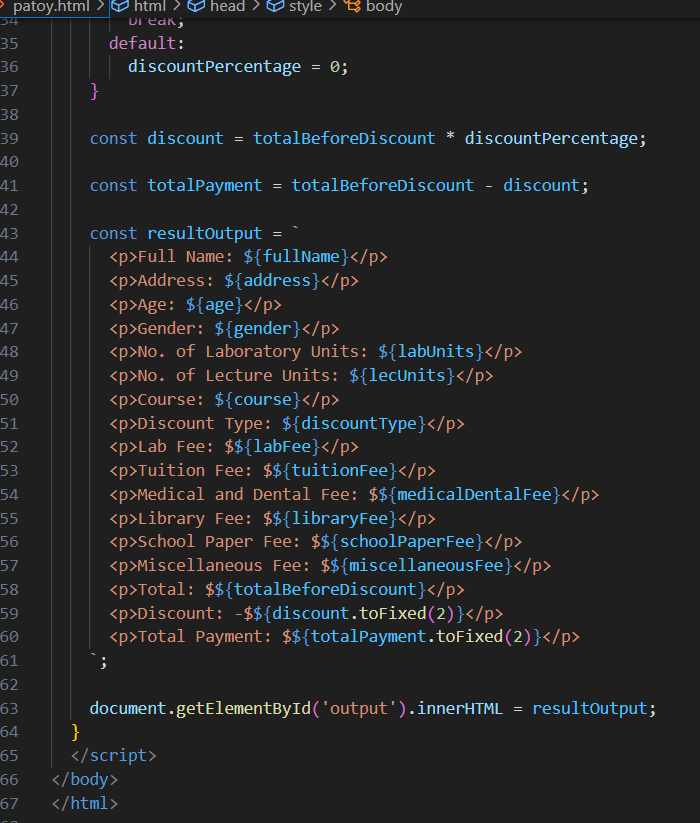 patoy.html > html > head > style > body
34 break;
35 default:
36 discountPercentage = 0;
37 }
38
39 const discount = totalBeforeDiscount * discountPercentage;
40
41 const totalPayment = totalBeforeDiscount - discount;
42
43 const resultOutput = `
44 <p>Full Name: ${fullName}</p>
45 <p>Address: ${address}</p>
46 <p>Age: ${age}</p>
47 <p>Gender: ${gender}</p>
48 <p>No. of Laboratory Units: ${labUnits}</p>
49 <p>No. of Lecture Units: ${lecUnits}</p>
50 <p>Course: ${course}</p>
51 <p>Discount Type: ${discountType}</p>
52 <p>Lab Fee: $${labFee}</p>
53 <p>Tuition Fee: $${tuitionFee}</p>
54 <p>Medical and Dental Fee: $${medicalDentalFee}</p>
55 <p>Library Fee: $${libraryFee}</p>
56 <p>School Paper Fee: $${schoolPaperFee}</p>
57 <p>Miscellaneous Fee: $${miscellaneousFee}</p>
58 <p>Total: $${totalBeforeDiscount}</p>
59 <p>Discount: -$${discount.toFixed(2)}</p>
60 <p>Total Payment: $${totalPayment.toFixed(2)}</p>
61 `;
62
63 document.getElementById('output').innerHTML = resultOutput;
64 }
65 </script>
66 </body>
67 </html>